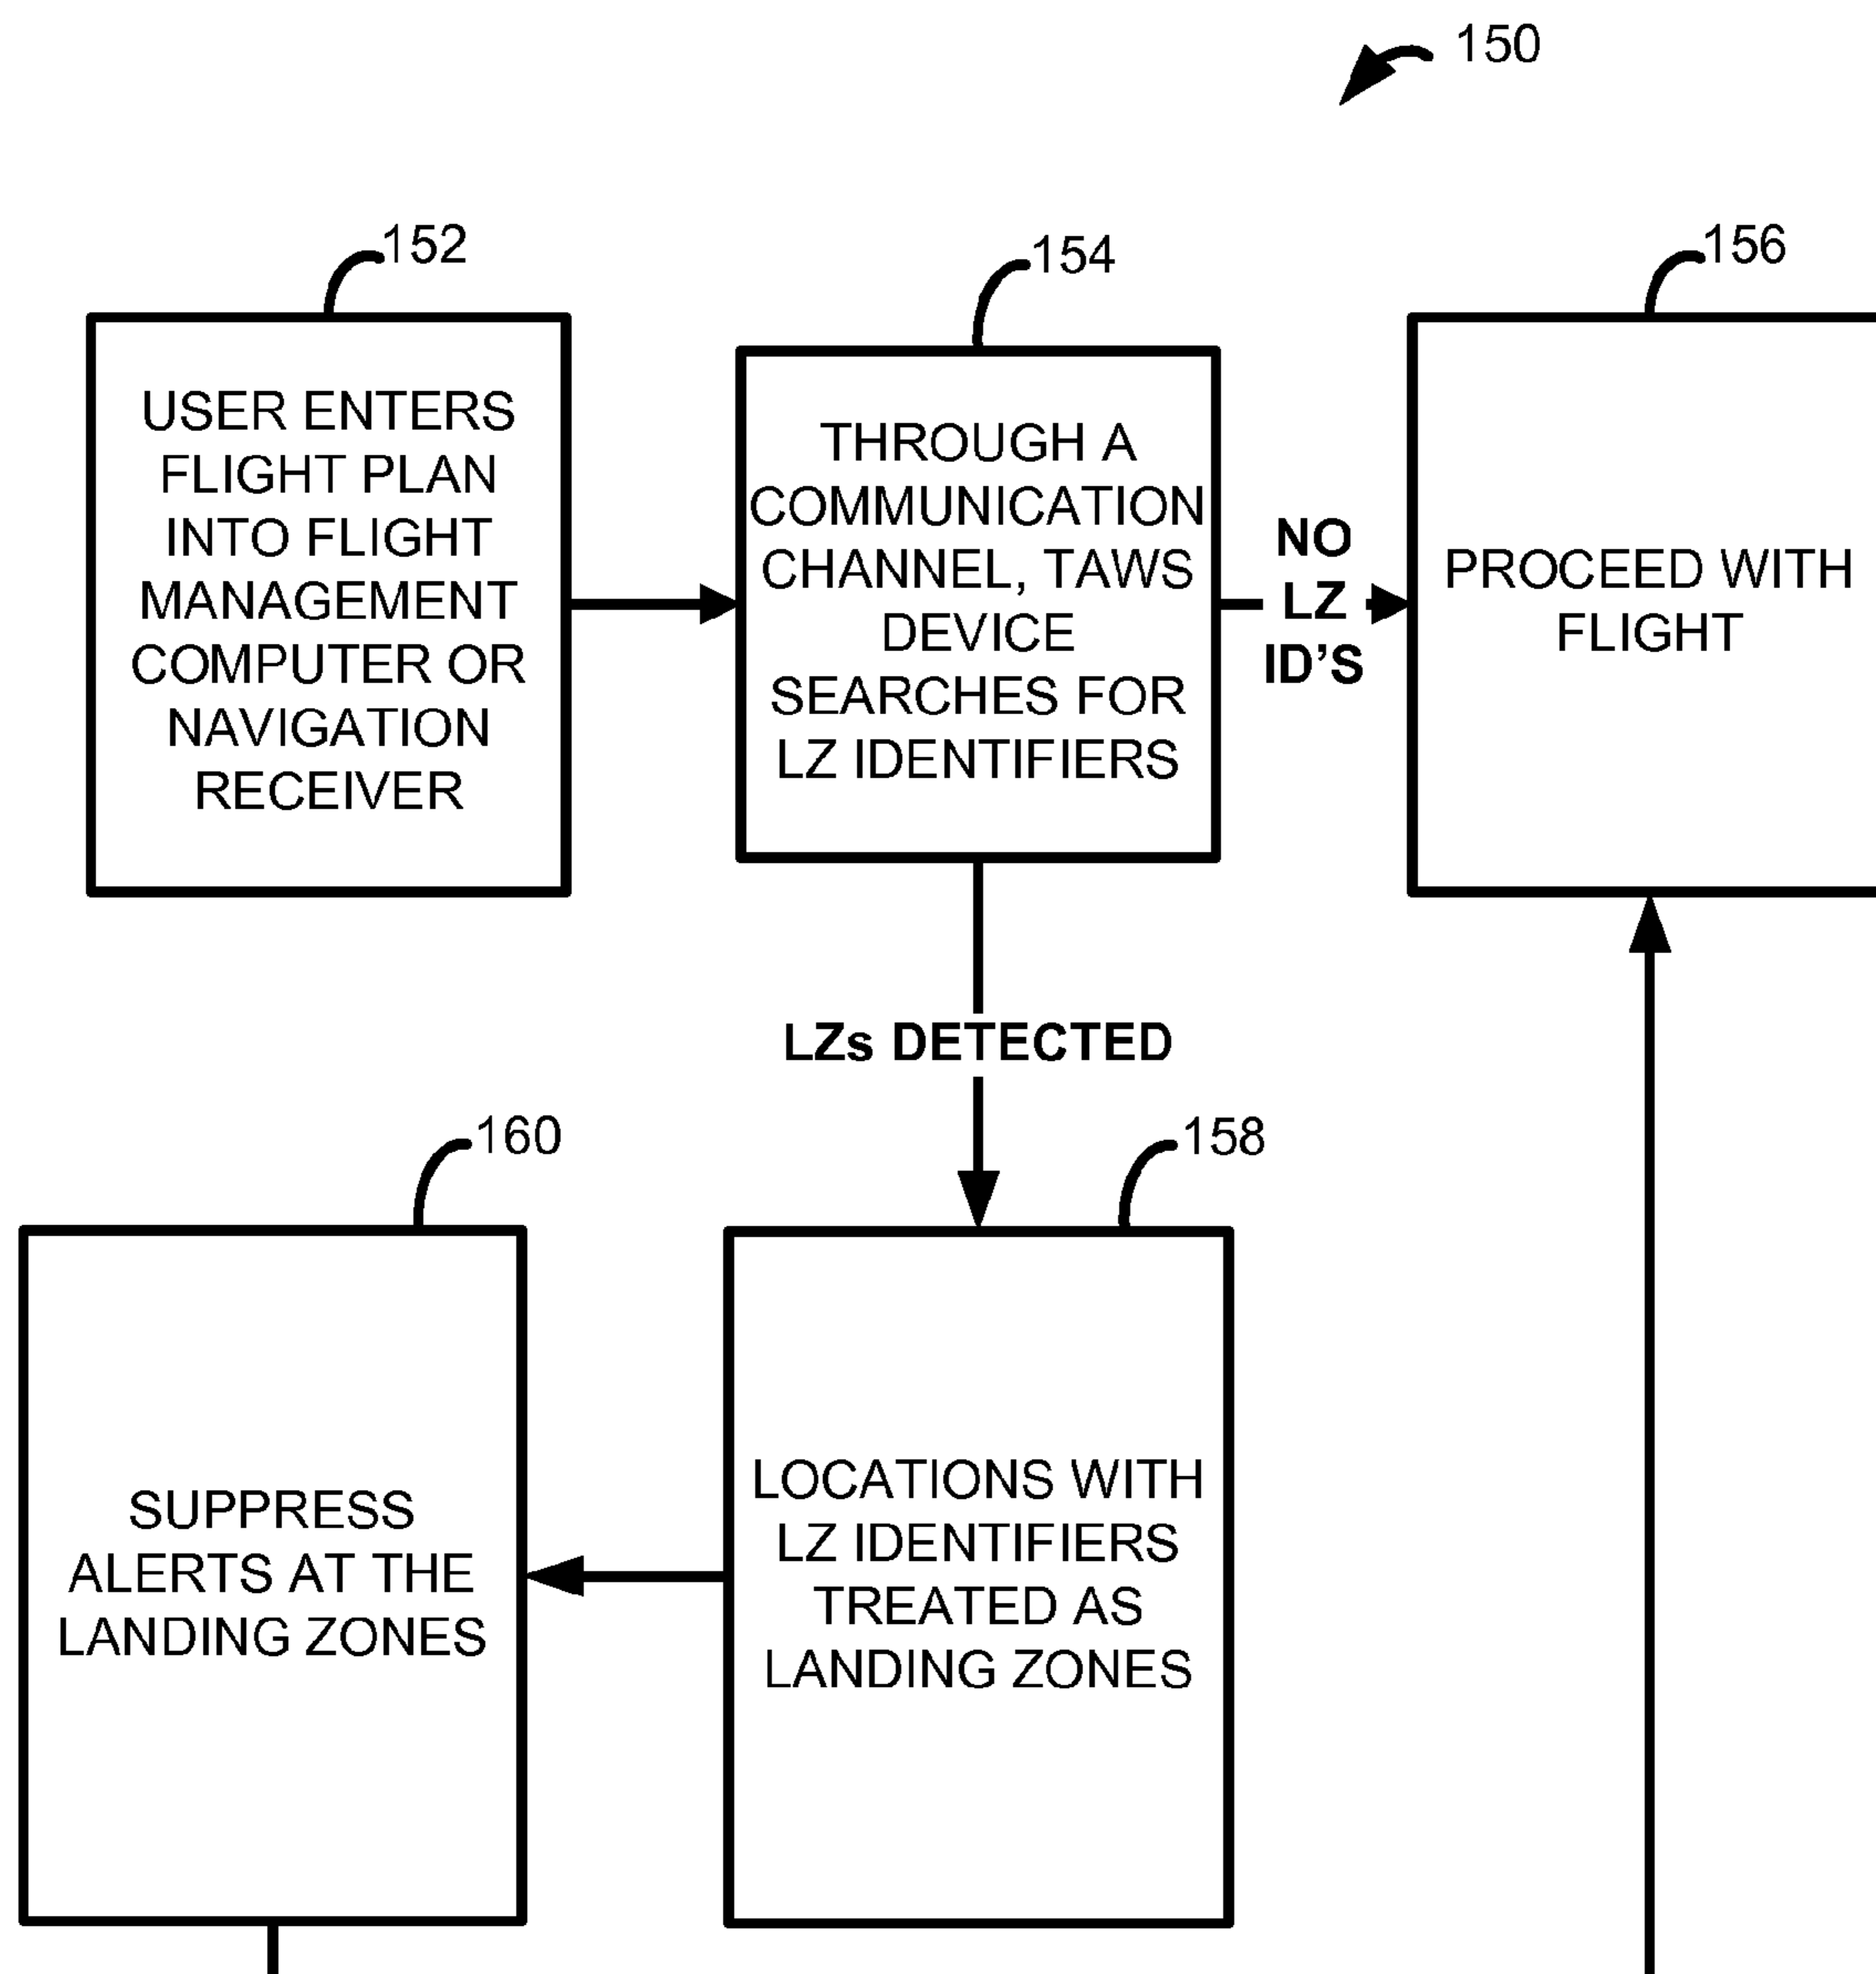 150
152
USER ENTERS
FLIGHT PLAN
INTO FLIGHT
MANAGEMENT
COMPUTER OR
NAVIGATION
RECEIVER
154
THROUGH A
COMMUNICATION
CHANNEL, TAWS
DEVICE
SEARCHES FOR
LZ IDENTIFIERS
NO
LZ
ID’S
156
PROCEED WITH
FLIGHT
LZs DETECTED
158
LOCATIONS WITH
LZ IDENTIFIERS
TREATED AS
LANDING ZONES
160
SUPPRESS
ALERTS AT THE
LANDING ZONES